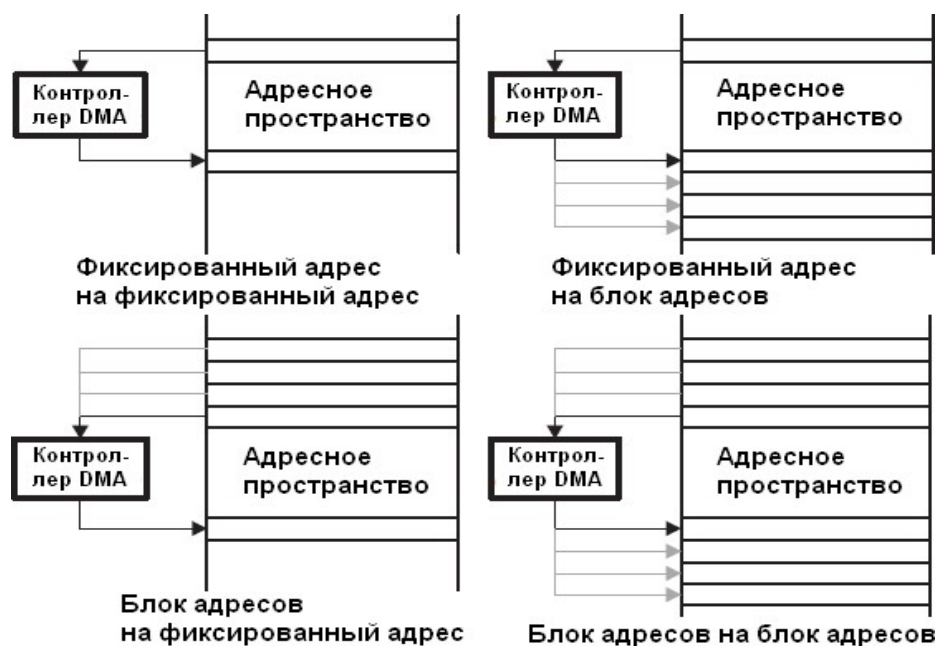 Контрол-
лер DMA
Адресное
пространство
Фиксированный адрес
на фиксированный адрес
Контрол-
лер DMA
Адресное
пространство
Фиксированный адрес
на блок адресов
Контрол-
лер DMA
Адресное
пространство
Блок адресов
на фиксированный адрес
Контрол-
лер DMA
Адресное
пространство
Блок адресов на блок адресов